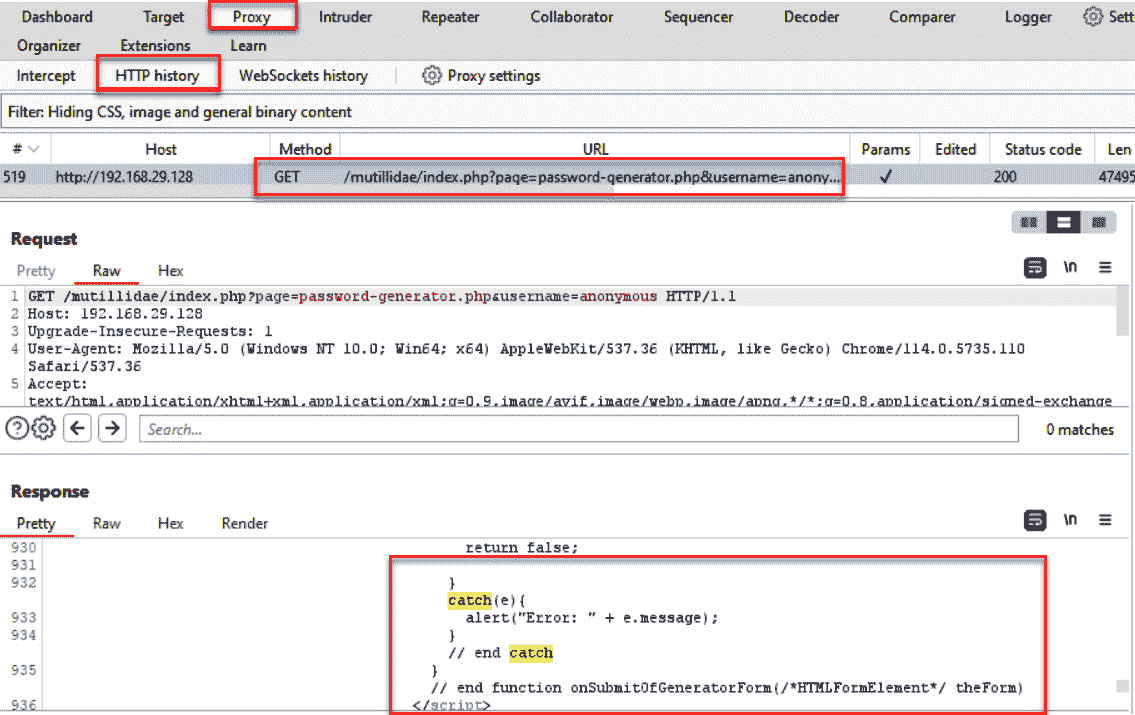 Dashboard Target Proxy Intruder Repeater Collaborator Sequencer Decoder Comparer Logger Sett
Organizer Extensions Learn
Intercept HTTP history WebSockets history Proxy settings
Filter: Hiding CSS, image and general binary content
# Host Method URL Params Edited Status code Len
519 http://192.168.29.128 GET /mutillidae/index.php?page=password-generator.php&username=anony... ✓ 200 47495
Request
Pretty Raw Hex \n
1 GET /mutillidae/index.php?page=password-generator.php&username=anonymous HTTP/1.1
2 Host: 192.168.29.128
3 Upgrade-Insecure-Requests: 1
4 User-Agent: Mozilla/5.0 (Windows NT 10.0; Win64; x64) AppleWebKit/537.36 (KHTML, like Gecko) Chrome/114.0.5735.110
Safari/537.36
5 Accept:
text/html,application/xhtml+xml,application/xml;q=0.9,image/avif,image/webp,image/apng,*/*;q=0.8,application/signed-exchange
? Search... 0 matches
Response
Pretty Raw Hex Render \n
930 return false;
931
932 }
catch(e){
933 alert("Error: " + e.message);
934 }
// end catch
935 }
// end function onSubmitOfGeneratorForm(/*HTMLFormElement*/ theForm)
936 </script>